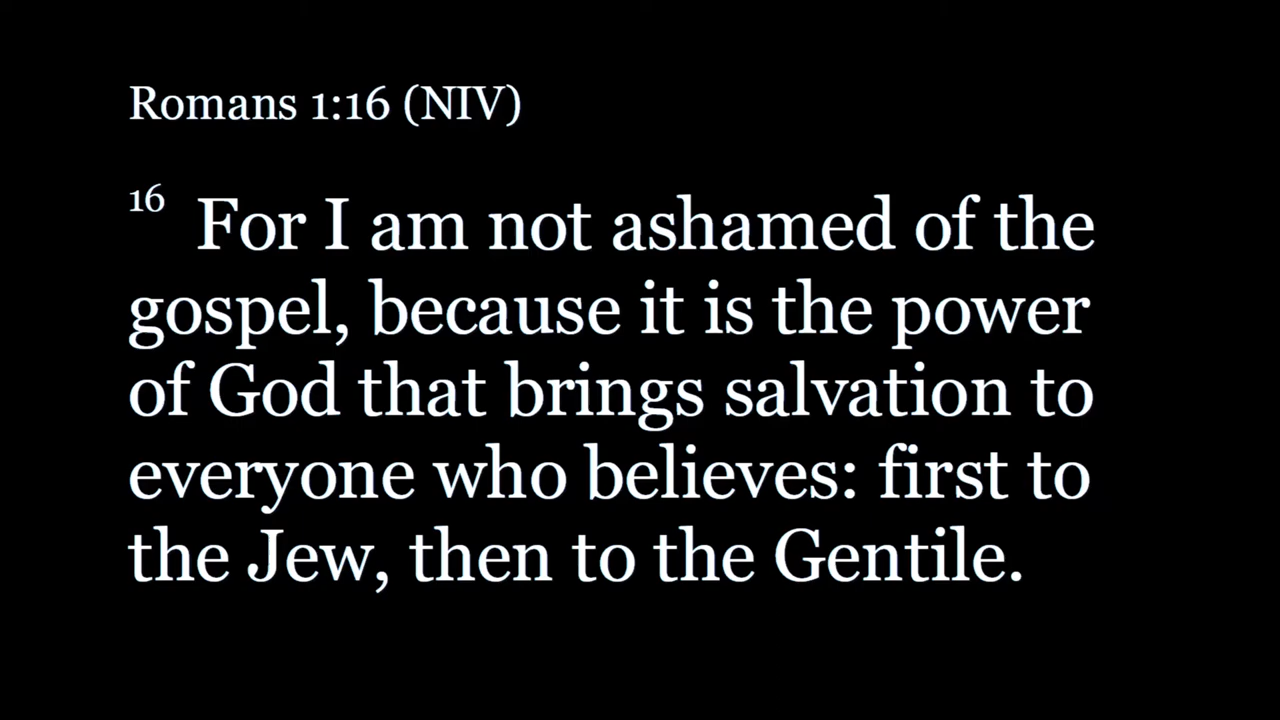 Romans 1:16 (NIV)
16 For I am not ashamed of the
gospel, because it is the power
of God that brings salvation to
everyone who believes: first to
the Jew, then to the Gentile.